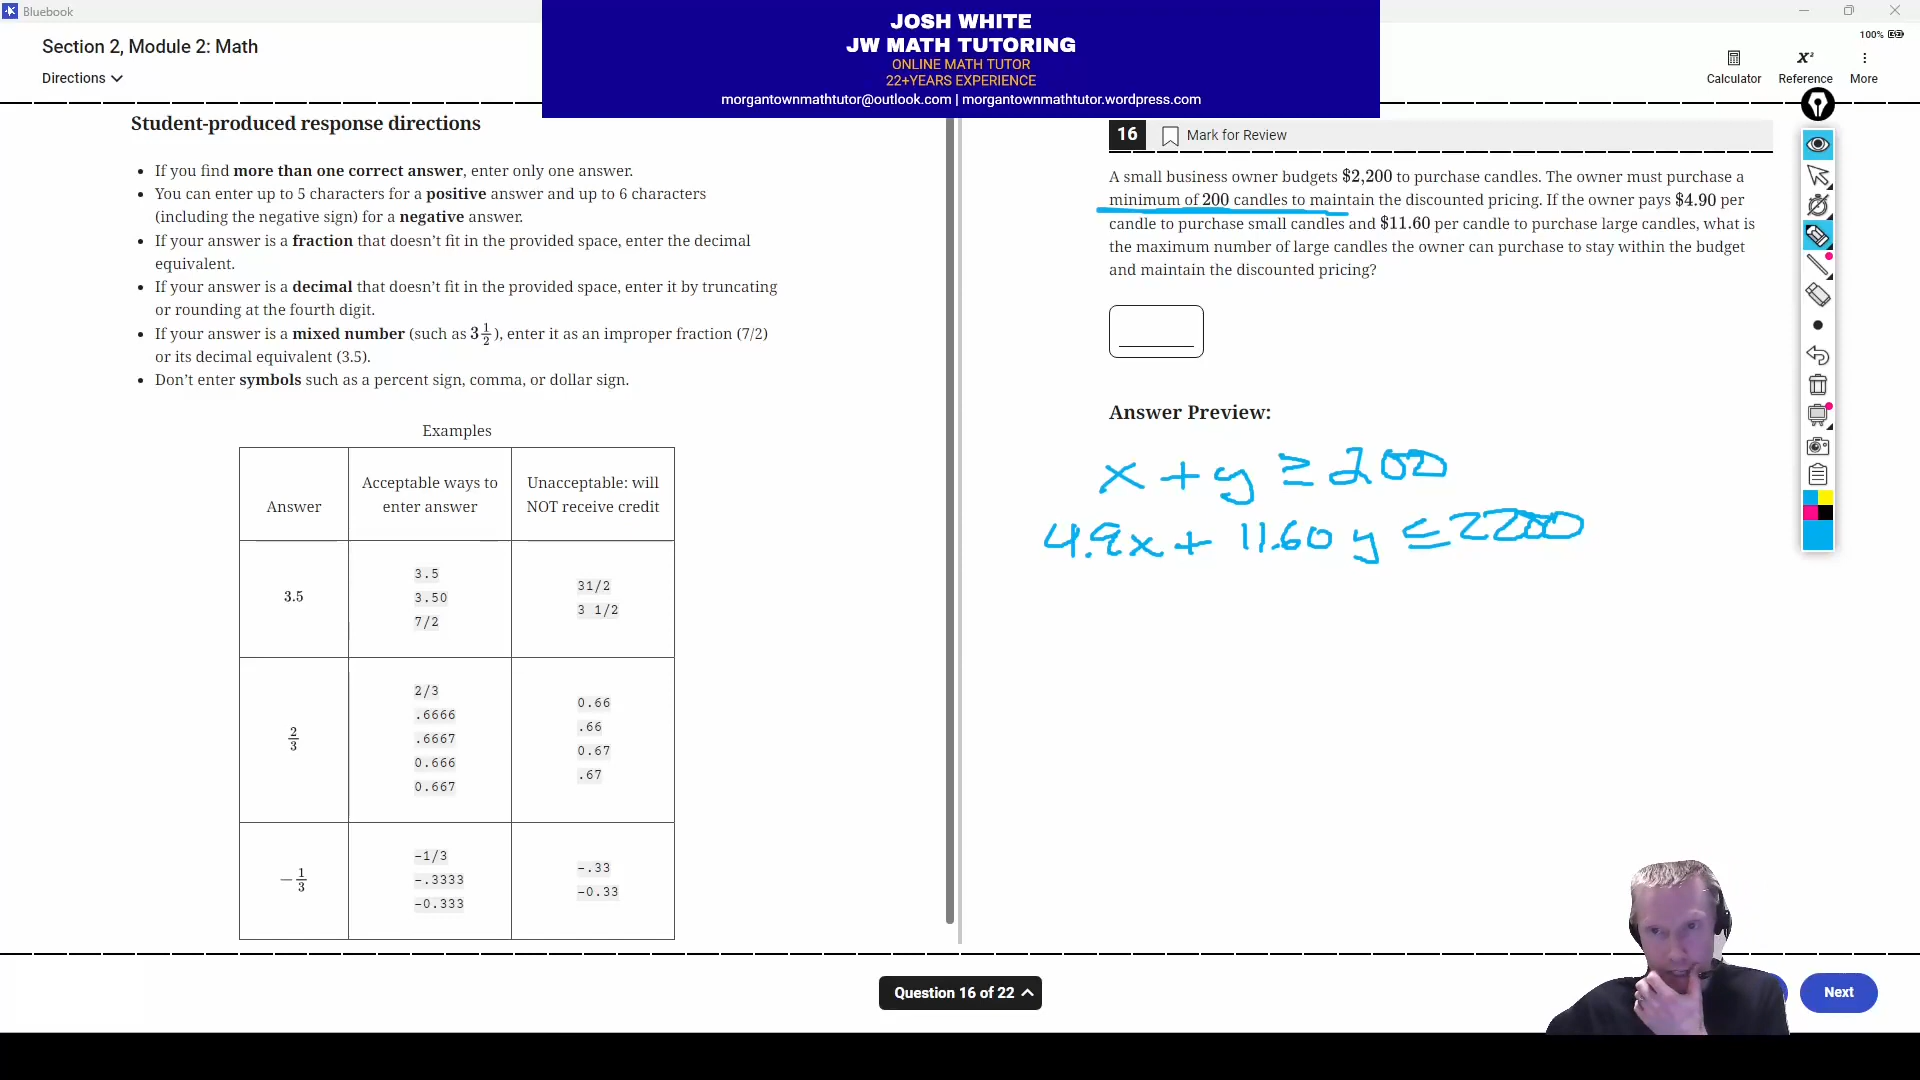 Bluebook
Section 2, Module 2: Math
Directions
JOSH WHITE
JW MATH TUTORING
ONLINE MATH TUTOR
22+YEARS EXPERIENCE
morgantownmathtutor@outlook.com | morgantownmathtutor.wordpress.com
100%
Calculator
Reference
More
Student-produced response directions
• If you find more than one correct answer, enter only one answer.
• You can enter up to 5 characters for a positive answer and up to 6 characters
(including the negative sign) for a negative answer.
• If your answer is a fraction that doesn’t fit in the provided space, enter the decimal
equivalent.
• If your answer is a decimal that doesn’t fit in the provided space, enter it by truncating
or rounding at the fourth digit.
• If your answer is a mixed number (such as 3 1/2), enter it as an improper fraction (7/2)
or its decimal equivalent (3.5).
• Don’t enter symbols such as a percent sign, comma, or dollar sign.
Examples
Answer
Acceptable ways to
enter answer
Unacceptable: will
NOT receive credit
3.5
3.5
3.50
7/2
31/2
3 1/2
2/3
2/3
.6666
.6667
0.666
0.667
0.66
.66
0.67
.67
−1/3
-1/3
-.3333
-0.333
-.33
-0.33
16
Mark for Review
A small business owner budgets $2,200 to purchase candles. The owner must purchase a
minimum of 200 candles to maintain the discounted pricing. If the owner pays $4.90 per
candle to purchase small candles and $11.60 per candle to purchase large candles, what is
the maximum number of large candles the owner can purchase to stay within the budget
and maintain the discounted pricing?
Answer Preview:
x + y ≥ 200
4.9x + 11.60 y ≤ 2200
Question 16 of 22
Next